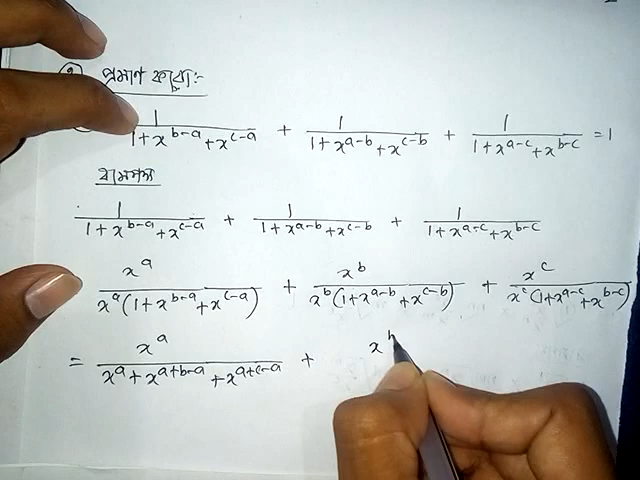 প্রমাণ করোঃ-
1/(1+x^{b-a}+x^{c-a}) + 1/(1+x^{a-b}+x^{c-b}) + 1/(1+x^{a-c}+x^{b-c}) = 1
বামপক্ষ
1/(1+x^{b-a}+x^{c-a}) + 1/(1+x^{a-b}+x^{c-b}) + 1/(1+x^{a-c}+x^{b-c})
x^a/(x^a(1+x^{b-a}+x^{c-a})) + x^b/(x^b(1+x^{a-b}+x^{c-b})) + x^c/(x^c(1+x^{a-c}+x^{b-c}))
= x^a/(x^a+x^{a+b-a}+x^{a+c-a}) + x^b